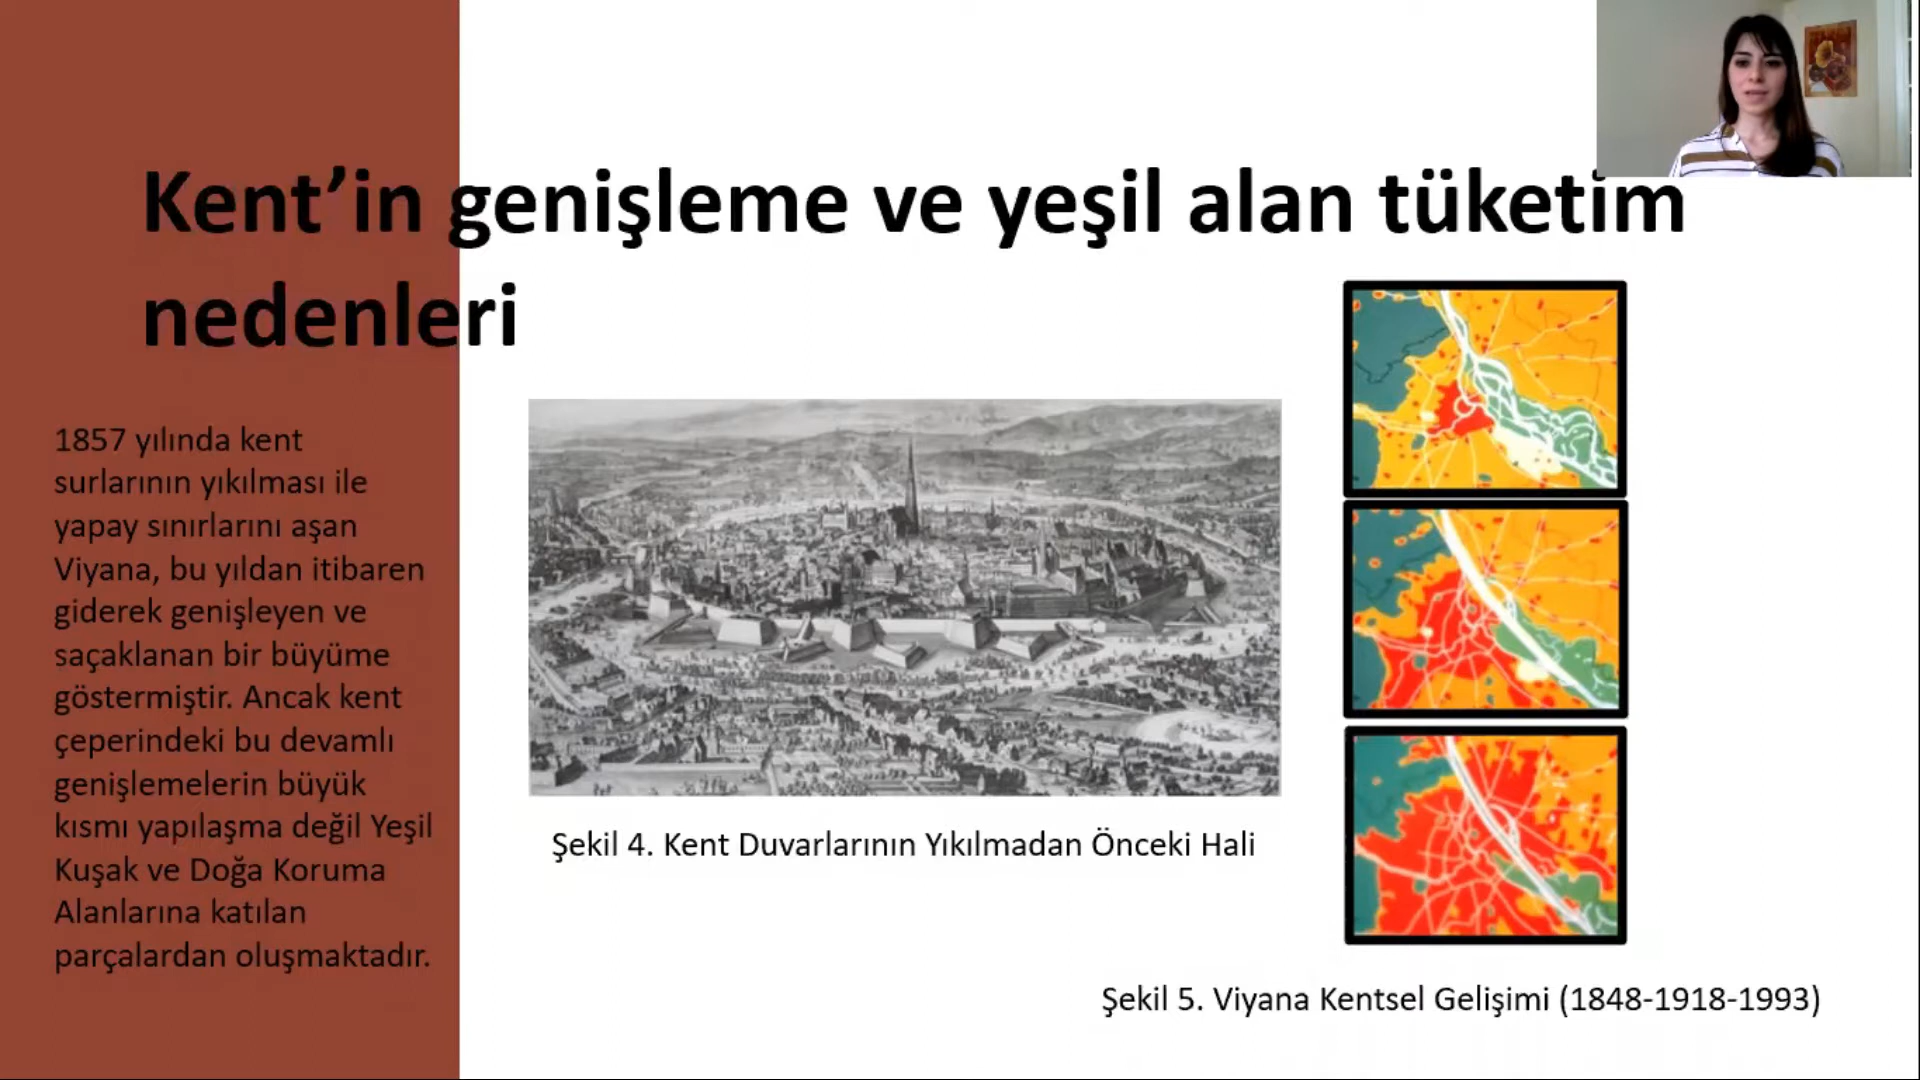 Kent’in genişleme ve yeşil alan tüketim
nedenleri
1857 yılında kent
surlarının yıkılması ile
yapay sınırlarını aşan
Viyana, bu yıldan itibaren
giderek genişleyen ve
saçaklanan bir büyüme
göstermiştir. Ancak kent
çeperindeki bu devamlı
genişlemelerin büyük
kısmı yapılaşma değil Yeşil
Kuşak ve Doğa Koruma
Alanlarına katılan
parçalardan oluşmaktadır.
Şekil 4. Kent Duvarlarının Yıkılmadan Önceki Hali
Şekil 5. Viyana Kentsel Gelişimi (1848-1918-1993)